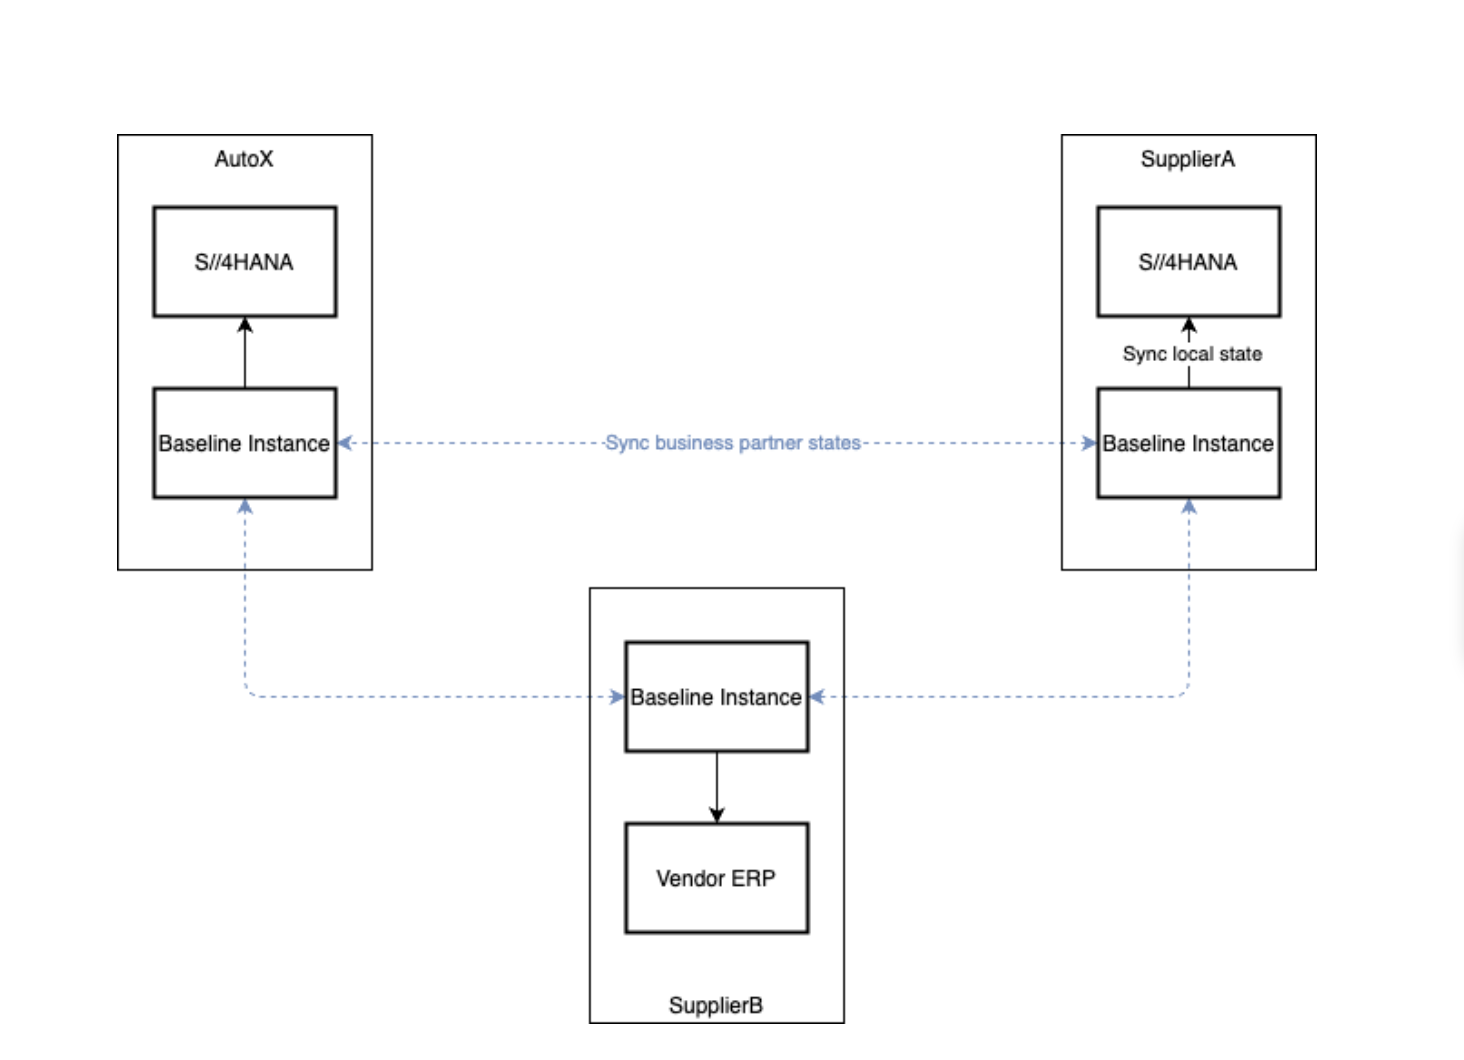 AutoX
SupplierA
S//4HANA
S//4HANA
Sync local state
Baseline Instance
Sync business partner states
Baseline Instance
Baseline Instance
Vendor ERP
SupplierB